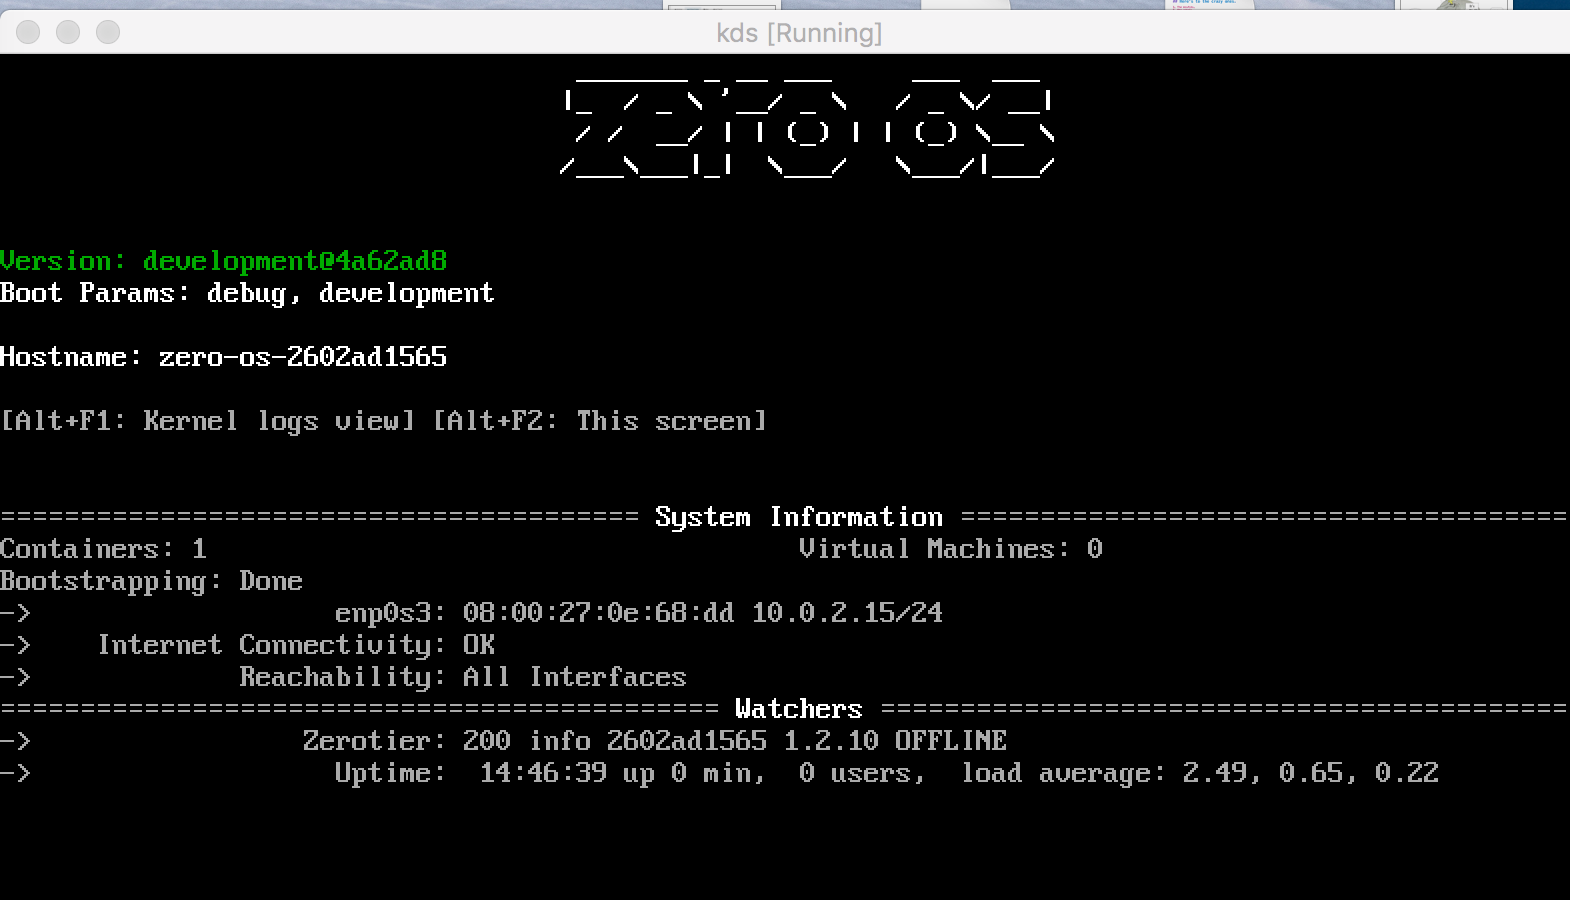 kds [Running]
zero os
Version: development@4a62ad8
Boot Params: debug, development
Hostname: zero-os-2602ad1565
[Alt+F1: Kernel logs view] [Alt+F2: This screen]
====================================== System Information ======================================
Containers: 1 Virtual Machines: 0
Bootstrapping: Done
-> enp0s3: 08:00:27:0e:68:dd 10.0.2.15/24
-> Internet Connectivity: OK
-> Reachability: All Interfaces
============================================= Watchers ===========================================
-> Zerotier: 200 info 2602ad1565 1.2.10 OFFLINE
-> Uptime: 14:46:39 up 0 min, 0 users, load average: 2.49, 0.65, 0.22